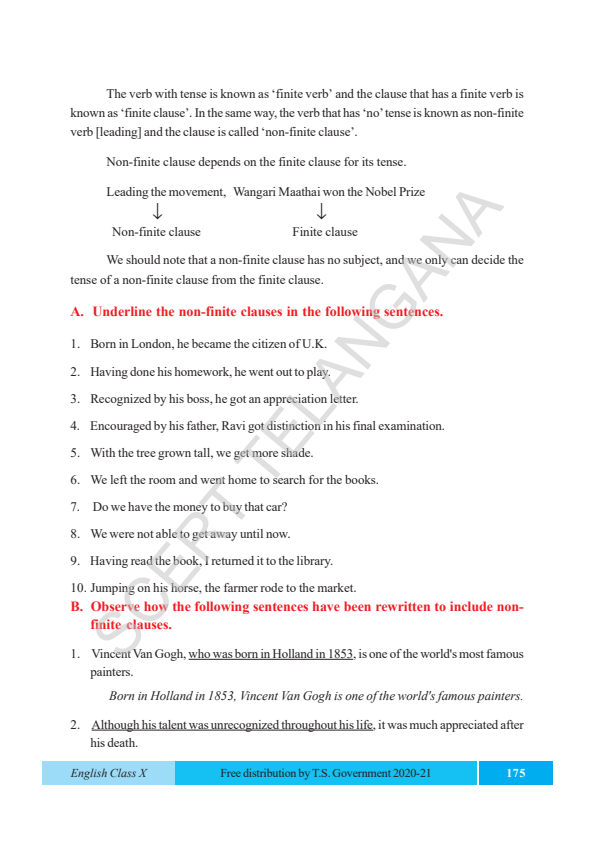 The verb with tense is known as ‘finite verb’ and the clause that has a finite verb is
known as ‘finite clause’. In the same way, the verb that has ‘no’ tense is known as non-finite
verb [leading] and the clause is called ‘non-finite clause’.
Non-finite clause depends on the finite clause for its tense.
Leading the movement, Wangari Maathai won the Nobel Prize
↓ ↓
Non-finite clause Finite clause
We should note that a non-finite clause has no subject, and we only can decide the
tense of a non-finite clause from the finite clause.
A. Underline the non-finite clauses in the following sentences.
1. Born in London, he became the citizen of U.K.
2. Having done his homework, he went out to play.
3. Recognized by his boss, he got an appreciation letter.
4. Encouraged by his father, Ravi got distinction in his final examination.
5. With the tree grown tall, we get more shade.
6. We left the room and went home to search for the books.
7. Do we have the money to buy that car?
8. We were not able to get away until now.
9. Having read the book, I returned it to the library.
10. Jumping on his horse, the farmer rode to the market.
B. Observe how the following sentences have been rewritten to include non-
finite clauses.
1. Vincent Van Gogh, who was born in Holland in 1853, is one of the world's most famous
painters.
Born in Holland in 1853, Vincent Van Gogh is one of the world's famous painters.
2. Although his talent was unrecognized throughout his life, it was much appreciated after
his death.
English Class X Free distribution by T.S. Government 2020-21 175
SCERT TELANGANA